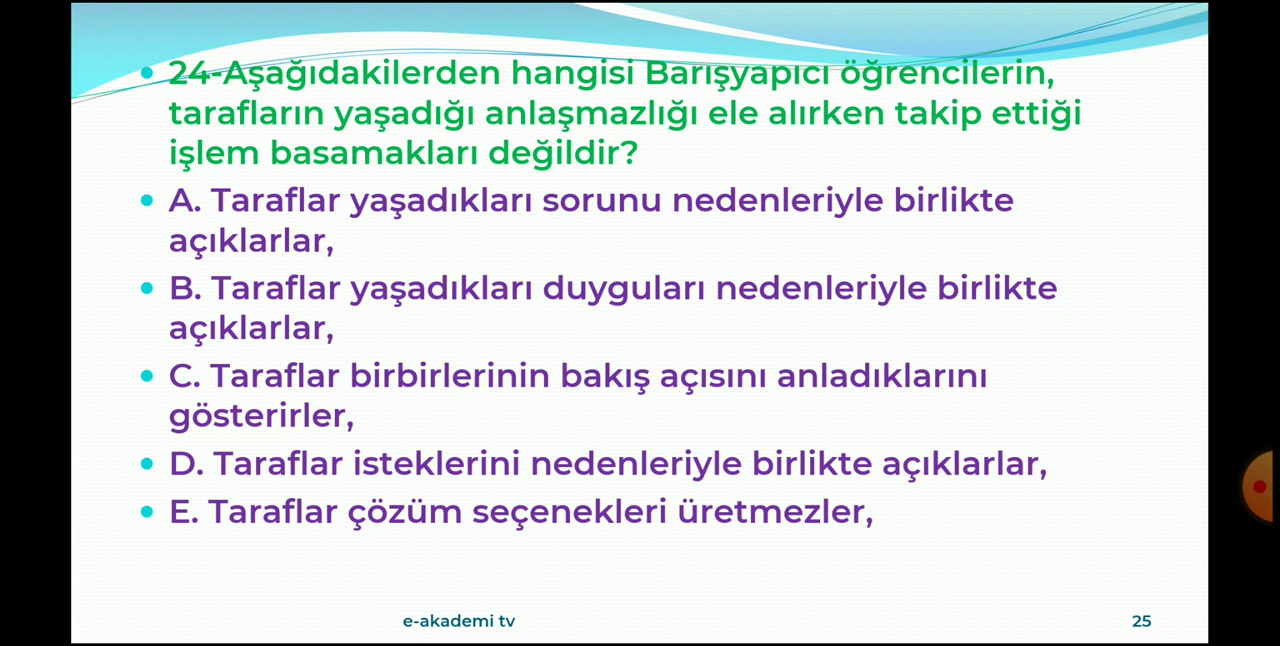 24-Aşağıdakilerden hangisi Barışyapıcı öğrencilerin,
tarafların yaşadığı anlaşmazlığı ele alırken takip ettiği
işlem basamakları değildir?
A. Taraflar yaşadıkları sorunu nedenleriyle birlikte
açıklarlar,
B. Taraflar yaşadıkları duyguları nedenleriyle birlikte
açıklarlar,
C. Taraflar birbirlerinin bakış açısını anladıklarını
gösterirler,
D. Taraflar isteklerini nedenleriyle birlikte açıklarlar,
E. Taraflar çözüm seçenekleri üretmezler,
e-akademi tv
25